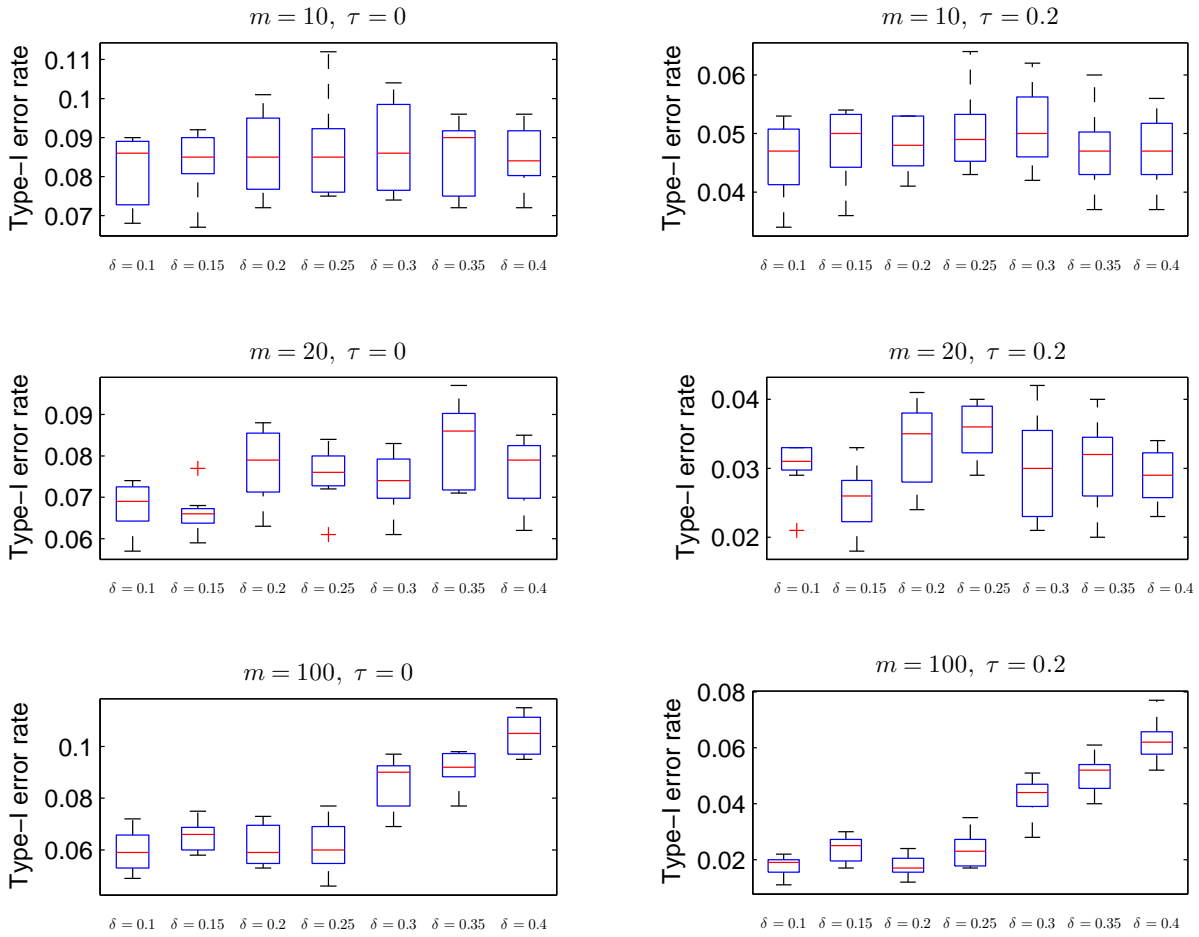 m = 10, τ = 0
Type−I error rate
0.11
0.1
0.09
0.08
0.07
δ = 0.1 δ = 0.15 δ = 0.2 δ = 0.25 δ = 0.3 δ = 0.35 δ = 0.4
m = 10, τ = 0.2
Type−I error rate
0.06
0.05
0.04
δ = 0.1 δ = 0.15 δ = 0.2 δ = 0.25 δ = 0.3 δ = 0.35 δ = 0.4
m = 20, τ = 0
Type−I error rate
0.09
0.08
0.07
0.06
δ = 0.1 δ = 0.15 δ = 0.2 δ = 0.25 δ = 0.3 δ = 0.35 δ = 0.4
m = 20, τ = 0.2
Type−I error rate
0.04
0.03
0.02
δ = 0.1 δ = 0.15 δ = 0.2 δ = 0.25 δ = 0.3 δ = 0.35 δ = 0.4
m = 100, τ = 0
Type−I error rate
0.1
0.08
0.06
δ = 0.1 δ = 0.15 δ = 0.2 δ = 0.25 δ = 0.3 δ = 0.35 δ = 0.4
m = 100, τ = 0.2
Type−I error rate
0.08
0.06
0.04
0.02
δ = 0.1 δ = 0.15 δ = 0.2 δ = 0.25 δ = 0.3 δ = 0.35 δ = 0.4